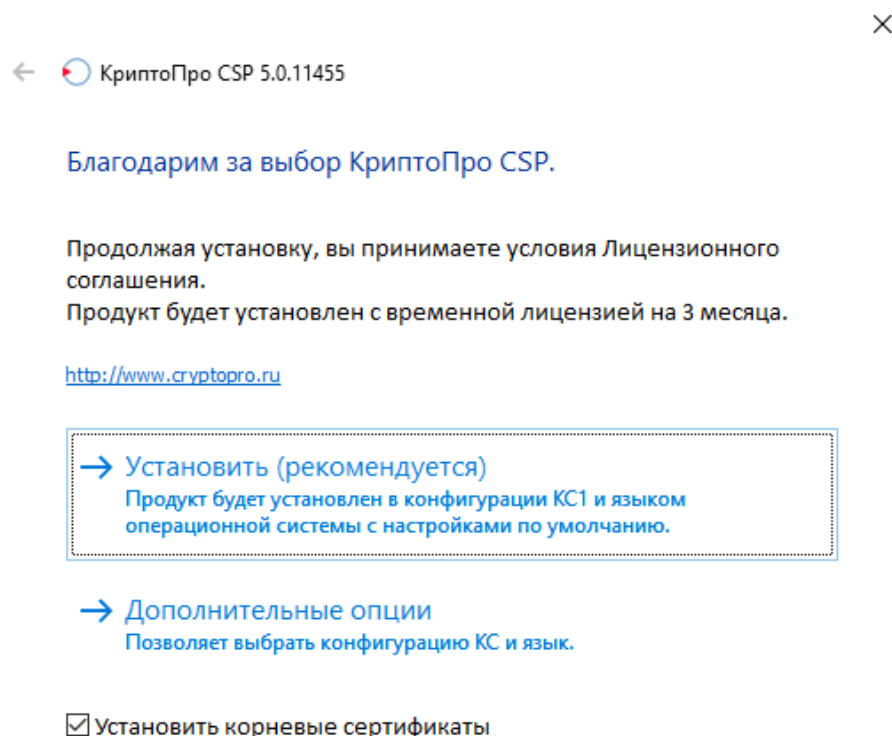 КриптоПро CSP 5.0.11455
Благодарим за выбор КриптоПро CSP.
Продолжая установку, вы принимаете условия Лицензионного
соглашения.
Продукт будет установлен с временной лицензией на 3 месяца.
http://www.cryptopro.ru
Установить (рекомендуется)
Продукт будет установлен в конфигурации КС1 и языком
операционной системы с настройками по умолчанию.
Дополнительные опции
Позволяет выбрать конфигурацию КС и язык.
Установить корневые сертификаты